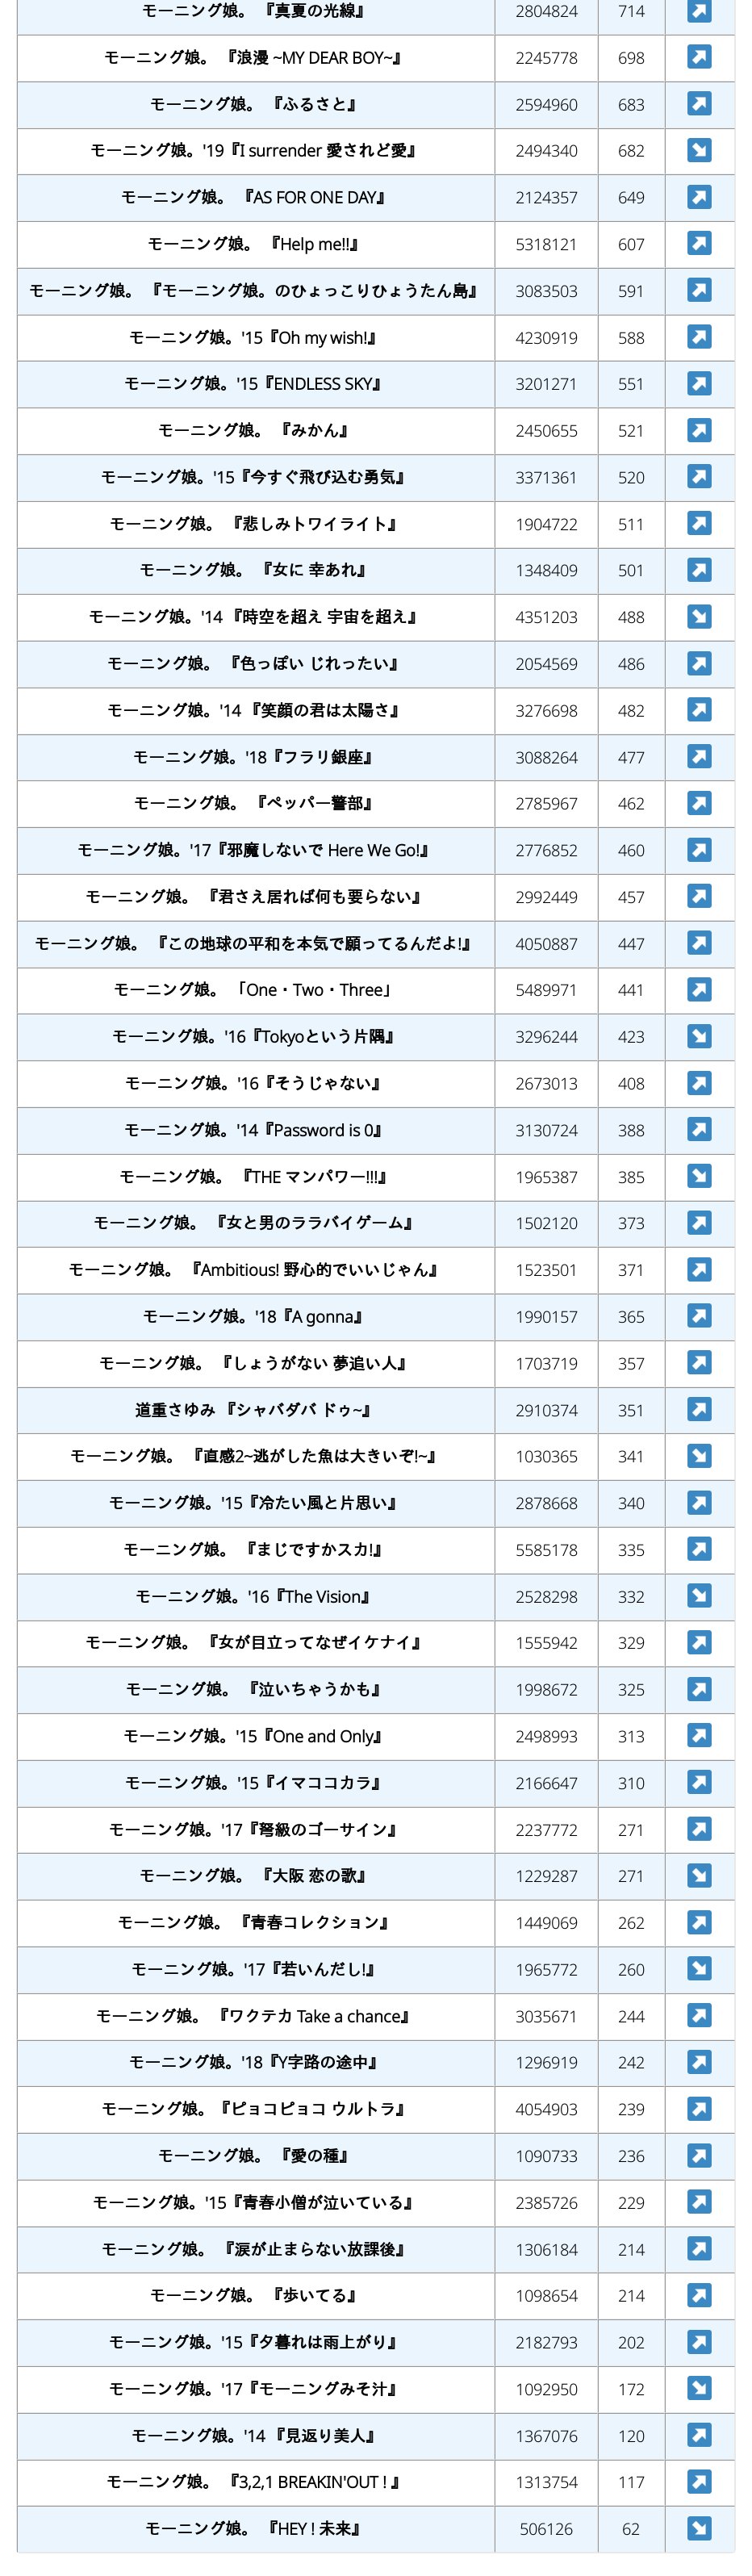 モーニング娘。 『真夏の光線』 2804824 714
モーニング娘。 『浪漫 ~MY DEAR BOY~』 2245778 698
モーニング娘。 『ふるさと』 2594960 683
モーニング娘。'19『I surrender 愛されど愛』 2494340 682
モーニング娘。 『AS FOR ONE DAY』 2124357 649
モーニング娘。 『Help me!!』 5318121 607
モーニング娘。 『モーニング娘。のひょっこりひょうたん島』 3083503 591
モーニング娘。'15『Oh my wish!』 4230919 588
モーニング娘。'15『ENDLESS SKY』 3201271 551
モーニング娘。 『みかん』 2450655 521
モーニング娘。'15『今すぐ飛び込む勇気』 3371361 520
モーニング娘。 『悲しみトワイライト』 1904722 511
モーニング娘。 『女に 幸あれ』 1348409 501
モーニング娘。'14 『時空を超え 宇宙を超え』 4351203 488
モーニング娘。 『色っぽい じれったい』 2054569 486
モーニング娘。'14 『笑顔の君は太陽さ』 3276698 482
モーニング娘。'18『フラリ銀座』 3088264 477
モーニング娘。 『ペッパー警部』 2785967 462
モーニング娘。'17『邪魔しないで Here We Go!』 2776852 460
モーニング娘。 『君さえ居れば何も要らない』 2992449 457
モーニング娘。 『この地球の平和を本気で願ってるんだよ!』 4050887 447
モーニング娘。 「One・Two・Three」 5489971 441
モーニング娘。'16『Tokyoという片隅』 3296244 423
モーニング娘。'16『そうじゃない』 2673013 408
モーニング娘。'14『Password is 0』 3130724 388
モーニング娘。 『THE マンパワー!!!』 1965387 385
モーニング娘。 『女と男のララバイゲーム』 1502120 373
モーニング娘。 『Ambitious! 野心的でいいじゃん』 1523501 371
モーニング娘。'18『A gonna』 1990157 365
モーニング娘。 『しょうがない 夢追い人』 1703719 357
道重さゆみ 『シャバダバ ドゥ~』 2910374 351
モーニング娘。 『直感2~逃がした魚は大きいぞ!~』 1030365 341
モーニング娘。'15『冷たい風と片思い』 2878668 340
モーニング娘。 『まじですかスカ!』 5585178 335
モーニング娘。'16『The Vision』 2528298 332
モーニング娘。 『女が目立ってなぜイケナイ』 1555942 329
モーニング娘。 『泣いちゃうかも』 1998672 325
モーニング娘。'15『One and Only』 2498993 313
モーニング娘。'15『イマココカラ』 2166647 310
モーニング娘。'17『弩級のゴーサイン』 2237772 271
モーニング娘。 『大阪 恋の歌』 1229287 271
モーニング娘。 『青春コレクション』 1449069 262
モーニング娘。'17『若いんだし!』 1965772 260
モーニング娘。 『ワクテカ Take a chance』 3035671 244
モーニング娘。'18『Y字路の途中』 1296919 242
モーニング娘。『ピョコピョコ ウルトラ』 4054903 239
モーニング娘。 『愛の種』 1090733 236
モーニング娘。'15『青春小僧が泣いている』 2385726 229
モーニング娘。 『涙が止まらない放課後』 1306184 214
モーニング娘。 『歩いてる』 1098654 214
モーニング娘。'15『夕暮れは雨上がり』 2182793 202
モーニング娘。'17『モーニングみそ汁』 1092950 172
モーニング娘。'14 『見返り美人』 1367076 120
モーニング娘。 『3,2,1 BREAKIN'OUT ! 』 1313754 117
モーニング娘。 『HEY ! 未来』 506126 62